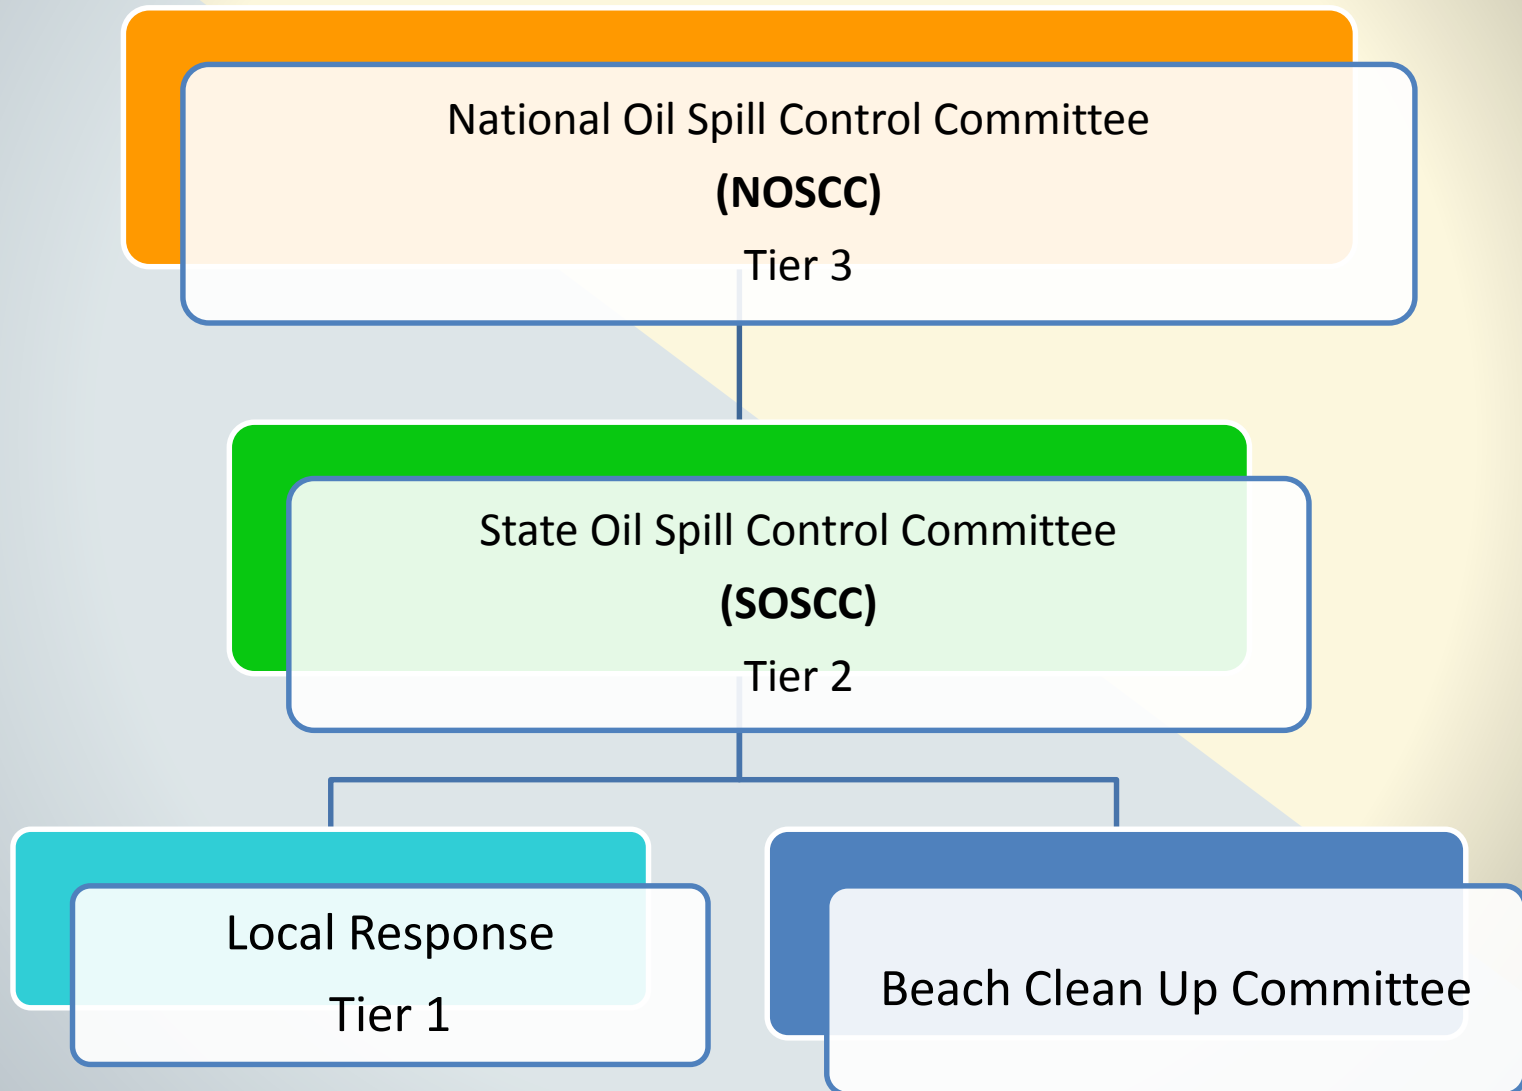 National Oil Spill Control Committee
(NOSCC)
Tier 3
State Oil Spill Control Committee
(SOSCC)
Tier 2
Local Response
Tier 1
Beach Clean Up Committee